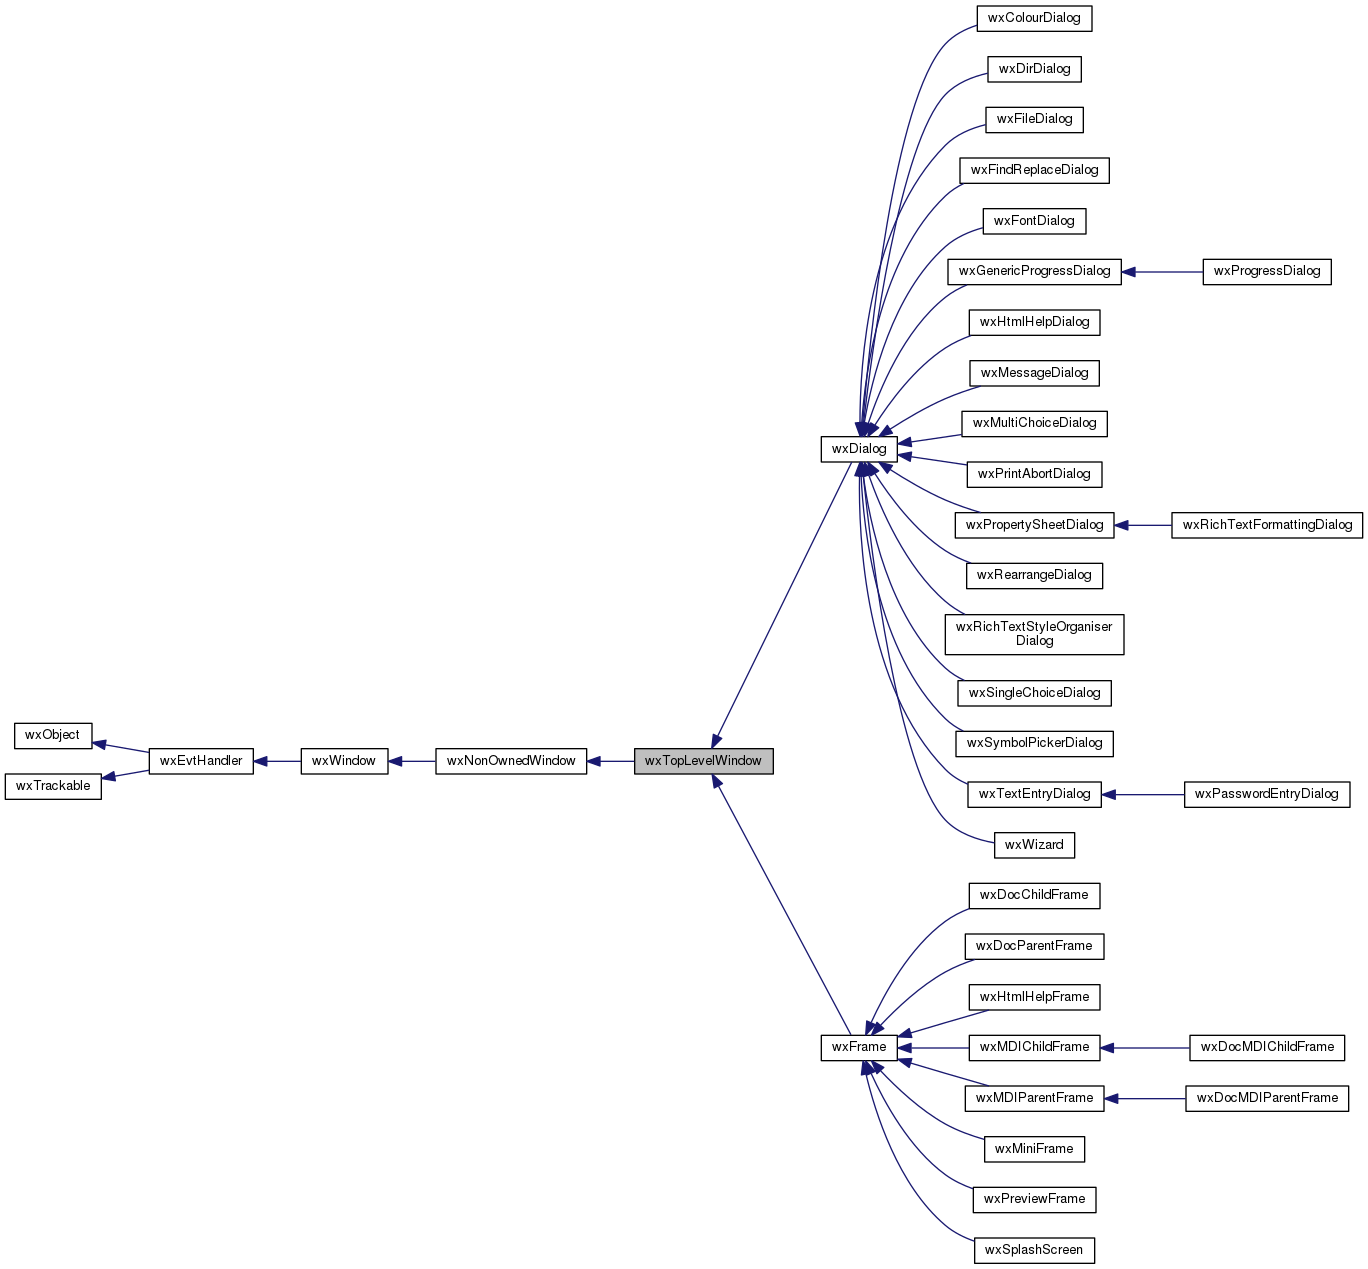 wxColourDialog
wxDirDialog
wxFileDialog
wxFindReplaceDialog
wxFontDialog
wxGenericProgressDialog
wxProgressDialog
wxHtmlHelpDialog
wxMessageDialog
wxMultiChoiceDialog
wxDialog
wxPrintAbortDialog
wxPropertySheetDialog
wxRichTextFormattingDialog
wxRearrangeDialog
wxRichTextStyleOrganiser
Dialog
wxSingleChoiceDialog
wxObject
wxSymbolPickerDialog
wxEvtHandler
wxWindow
wxNonOwnedWindow
wxTopLevelWindow
wxTrackable
wxTextEntryDialog
wxPasswordEntryDialog
wxWizard
wxDocChildFrame
wxDocParentFrame
wxHtmlHelpFrame
wxFrame
wxMDIChildFrame
wxDocMDIChildFrame
wxMDIParentFrame
wxDocMDIParentFrame
wxMiniFrame
wxPreviewFrame
wxSplashScreen